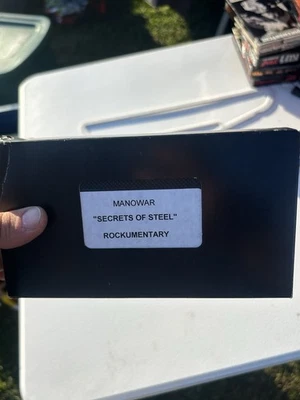 MANOWAR
"SECRETS OF STEEL"
ROCKUMENTARY